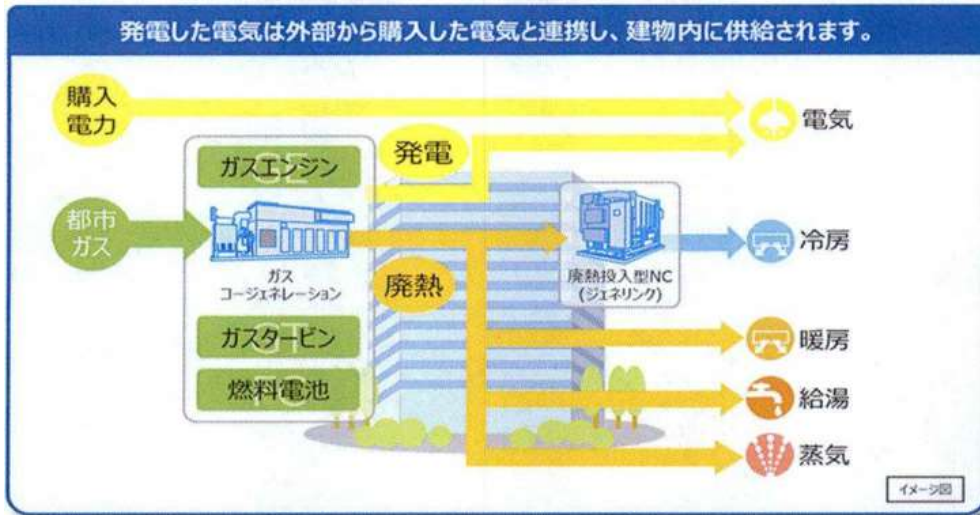 発電した電気は外部から購入した電気と連携し、建物内に供給されます。
購入
電力
発電
電気
ガスエンジン
GE
都市
ガス
ガス
コージェネレーション
廃熱
廃熱投入型NC
(ジェネリンク)
冷房
ガスタービン
GT
暖房
燃料電池
FC
給湯
蒸気
イメージ図